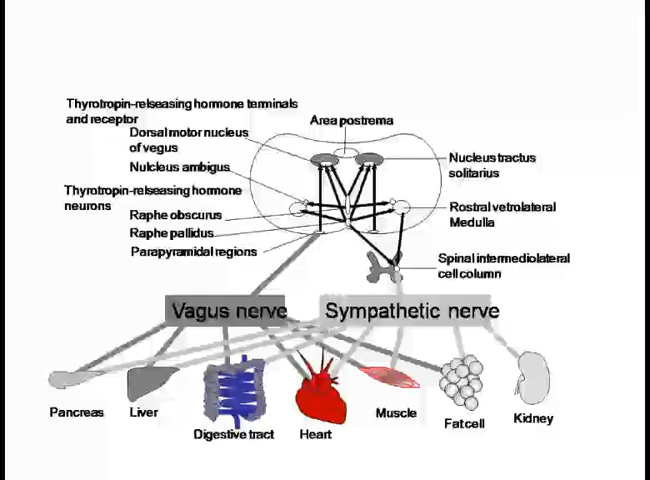 Thyrotropin-relseasing hormone terminals
and receptor
Area postrema
Dorsal motor nucleus
of vegus
Nulcleus ambigus
Nucleus tractus
solitarius
Thyrotropin-relseasing hormone
neurons
Raphe obscurus
Raphe pallidus
Parapyramidal regions
Rostral vetrolateral
Medulla
Spinal intermediolateral
cell column
Vagus nerve
Sympathetic nerve
Pancreas
Liver
Digestive tract
Heart
Muscle
Fat cell
Kidney